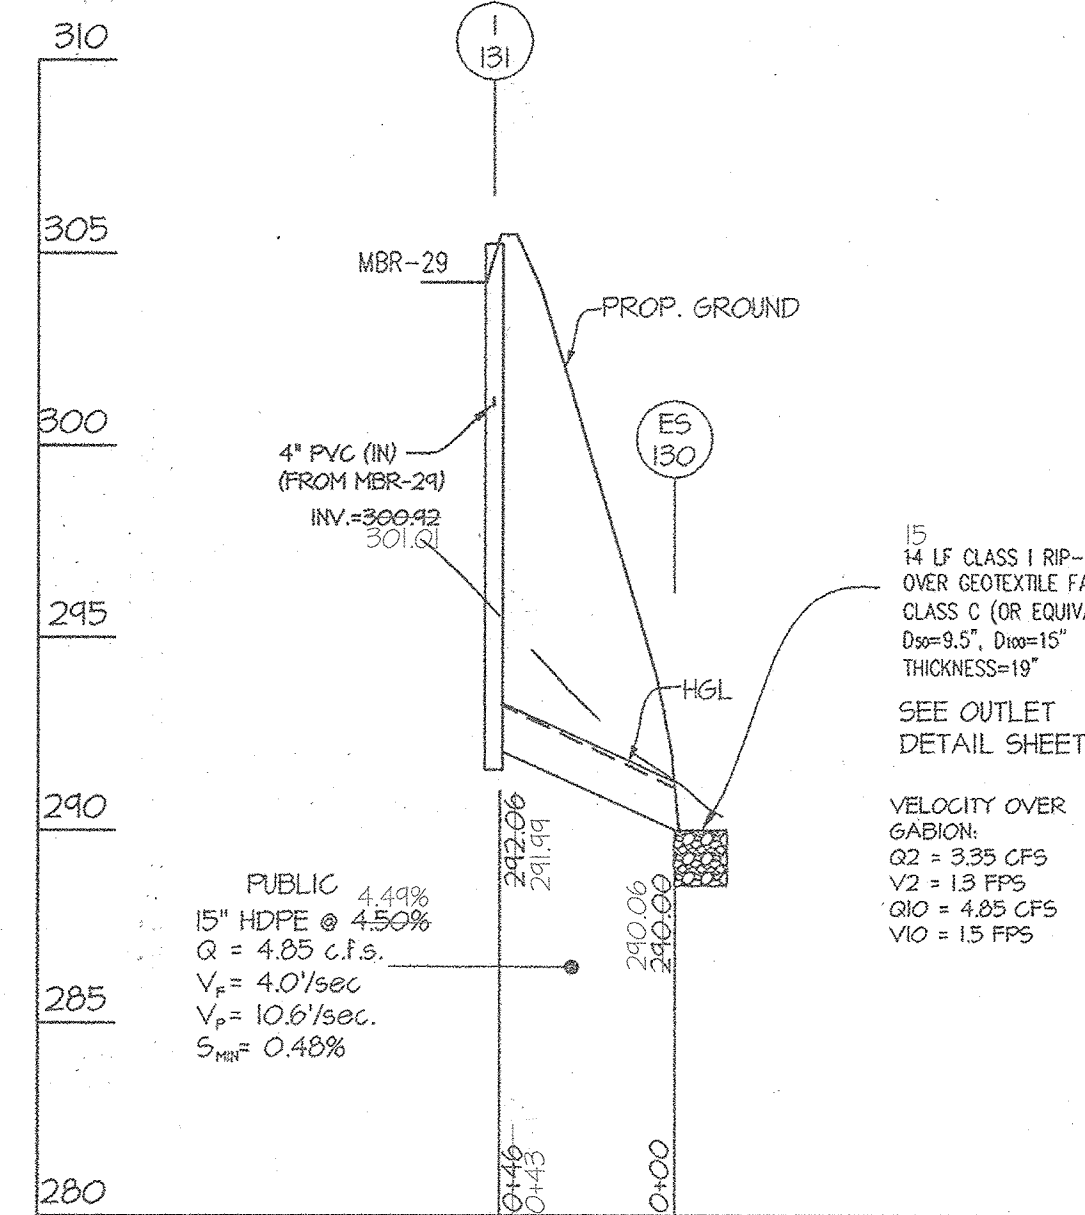 310
I
131
305
MBR-29
PROP. GROUND
300
ES
130
4" PVC (IN)
(FROM MBR-29)
INV.=300.92
301.01
15
14 LF CLASS I RIP-
OVER GEOTEXTILE FA
CLASS C (OR EQUIVA
D50=9.5", D100=15"
THICKNESS=19"
295
HGL
SEE OUTLET
DETAIL SHEET
290
292.06
291.99
VELOCITY OVER
GABION:
Q2 = 3.35 CFS
V2 = 1.3 FPS
Q10 = 4.85 CFS
V10 = 1.5 FPS
290.06
290.00
PUBLIC
4.49%
15" HDPE @ 4.50%
Q = 4.85 c.f.s.
VF= 4.0'/sec
VP= 10.6'/sec.
SMIN= 0.48%
285
280
0+46
0+43
0+00